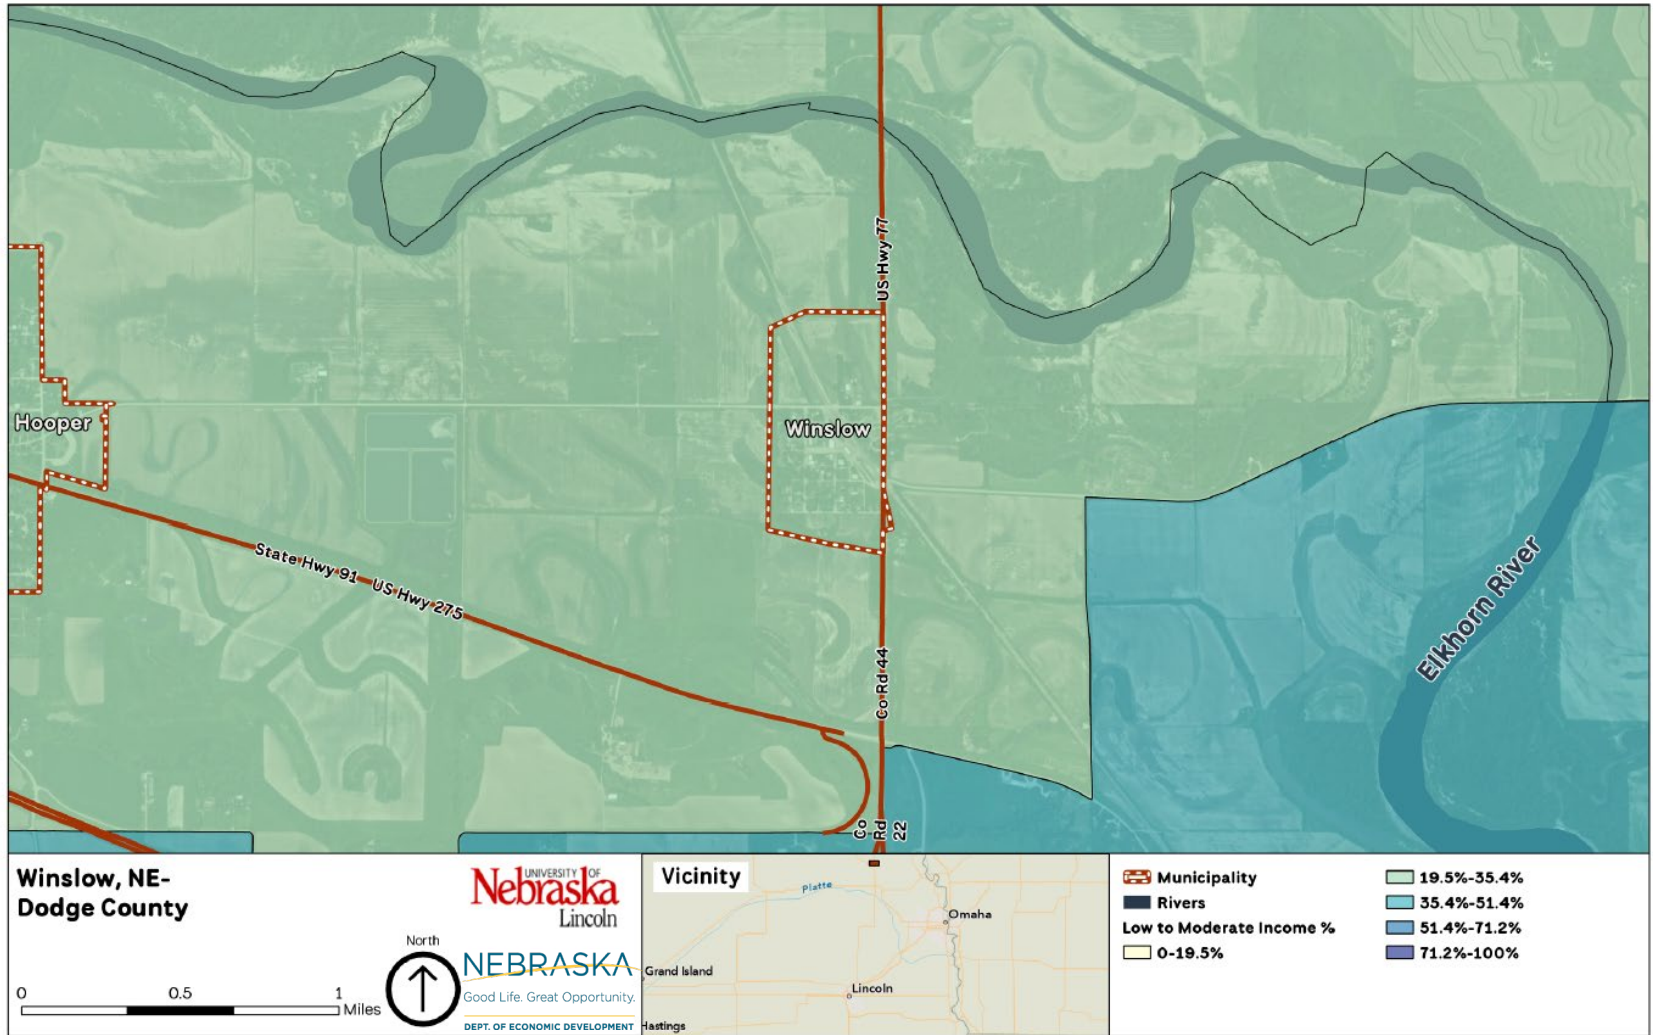 US Hwy 77
Hooper
Winslow
State Hwy 91
US Hwy 275
Elkhorn River
Co Rd 44
Co
Rd
22
Winslow, NE-
Dodge County
0
0.5
1
Miles
North
UNIVERSITY OF
Nebraska
Lincoln
NEBRASKA
Good Life. Great Opportunity.
DEPT. OF ECONOMIC DEVELOPMENT
Vicinity
Platte
Omaha
Grand Island
Lincoln
Hastings
Municipality
Rivers
Low to Moderate Income %
0-19.5%
19.5%-35.4%
35.4%-51.4%
51.4%-71.2%
71.2%-100%